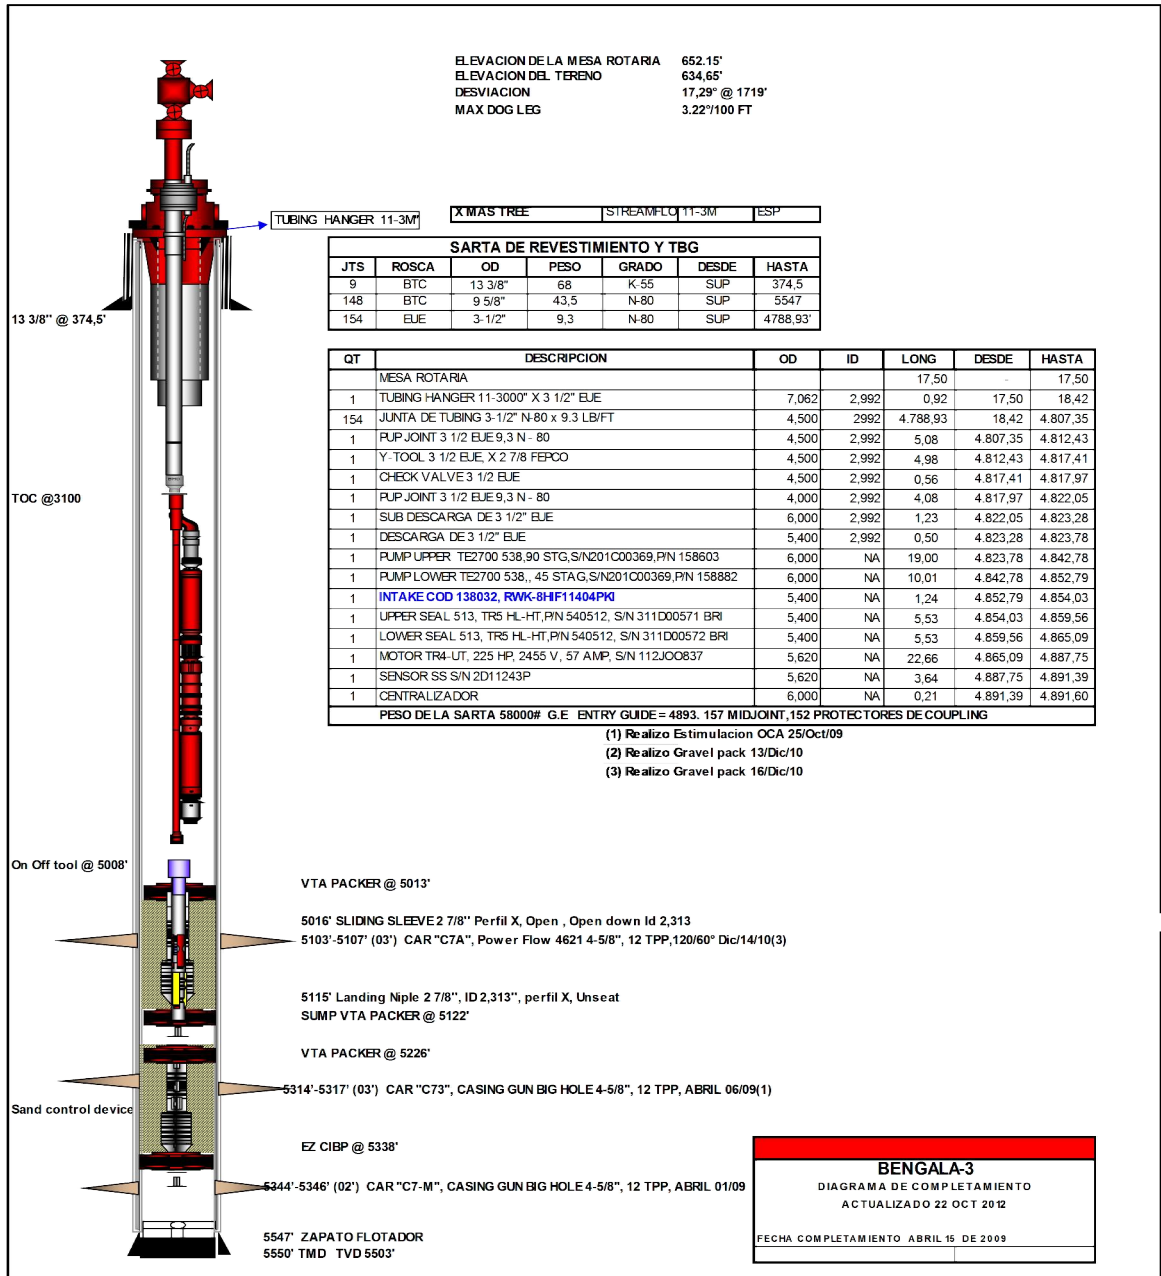 ELEVACION DE LA MESA ROTARIA 652.15'
ELEVACION DEL TERENO 634,65'
DESVIACION 17,29° @ 1719'
MAX DOG LEG 3.22°/100 FT
TUBING HANGER 11-3M"
X MAS TREE STREAMFLO 11-3M ESP
SARTA DE REVESTIMIENTO Y TBG
JTS ROSCA OD PESO GRADO DESDE HASTA
9 BTC 13 3/8" 68 K-55 SUP 374,5
148 BTC 9 5/8" 43,5 N-80 SUP 5547
154 EUE 3-1/2" 9,3 N-80 SUP 4788,93'
13 3/8" @ 374,5'
QT DESCRIPCION OD ID LONG DESDE HASTA
MESA ROTARIA 17,50 - 17,50
1 TUBING HANGER 11-3000" X 3 1/2" EUE 7,062 2,992 0,92 17,50 18,42
154 JUNTA DE TUBING 3-1/2" N-80 x 9.3 LB/FT 4,500 2992 4.788,93 18,42 4.807,35
1 PUP JOINT 3 1/2 EUE 9,3 N - 80 4,500 2,992 5,08 4.807,35 4.812,43
1 Y-TOOL 3 1/2 EUE, X 2 7/8 FEPCO 4,500 2,992 4,98 4.812,43 4.817,41
1 CHECK VALVE 3 1/2 EUE 4,500 2,992 0,56 4.817,41 4.817,97
1 PUP JOINT 3 1/2 EUE 9,3 N - 80 4,000 2,992 4,08 4.817,97 4.822,05
1 SUB DESCARGA DE 3 1/2" EUE 6,000 2,992 1,23 4.822,05 4.823,28
1 DESCARGA DE 3 1/2" EUE 5,400 2,992 0,50 4.823,28 4.823,78
1 PUMP UPPER TE2700 538,90 STG,S/N201C00369,P/N 158603 6,000 NA 19,00 4.823,78 4.842,78
1 PUMP LOWER TE2700 538,, 45 STAG,S/N201C00369,P/N 158882 6,000 NA 10,01 4.842,78 4.852,79
1 INTAKE COD 138032, RWK-8HIF11404PKI 5,400 NA 1,24 4.852,79 4.854,03
1 UPPER SEAL 513, TR5 HL-HT,P/N 540512, S/N 311D00571 BRI 5,400 NA 5,53 4.854,03 4.859,56
1 LOWER SEAL 513, TR5 HL-HT,P/N 540512, S/N 311D00572 BRI 5,400 NA 5,53 4.859,56 4.865,09
1 MOTOR TR4-UT, 225 HP, 2455 V, 57 AMP, S/N 112JOO837 5,620 NA 22,66 4.865,09 4.887,75
1 SENSOR SS S/N 2D11243P 5,620 NA 3,64 4.887,75 4.891,39
1 CENTRALIZADOR 6,000 NA 0,21 4.891,39 4.891,60
PESO DE LA SARTA 58000# G.E ENTRY GUIDE = 4893. 157 MIDJOINT,152 PROTECTORES DE COUPLING
TOC @3100
(1) Realizo Estimulacion OCA 25/Oct/09
(2) Realizo Gravel pack 13/Dic/10
(3) Realizo Gravel pack 16/Dic/10
On Off tool @ 5008'
VTA PACKER @ 5013'
5016' SLIDING SLEEVE 2 7/8'' Perfil X, Open , Open down Id 2,313
5103'-5107' (03') CAR "C7A", Power Flow 4621 4-5/8", 12 TPP,120/60° Dic/14/10(3)
5115' Landing Niple 2 7/8", ID 2,313", perfil X, Unseat
SUMP VTA PACKER @ 5122'
VTA PACKER @ 5226'
5314'-5317' (03') CAR "C73", CASING GUN BIG HOLE 4-5/8", 12 TPP, ABRIL 06/09(1)
Sand control device
EZ CIBP @ 5338'
5344'-5346' (02') CAR "C7-M", CASING GUN BIG HOLE 4-5/8", 12 TPP, ABRIL 01/09
5547' ZAPATO FLOTADOR
5550' TMD TVD 5503'
BENGALA-3
DIAGRAMA DE COMPLETAMIENTO
ACTUALIZADO 22 OCT 2012
FECHA COMPLETAMIENTO ABRIL 15 DE 2009